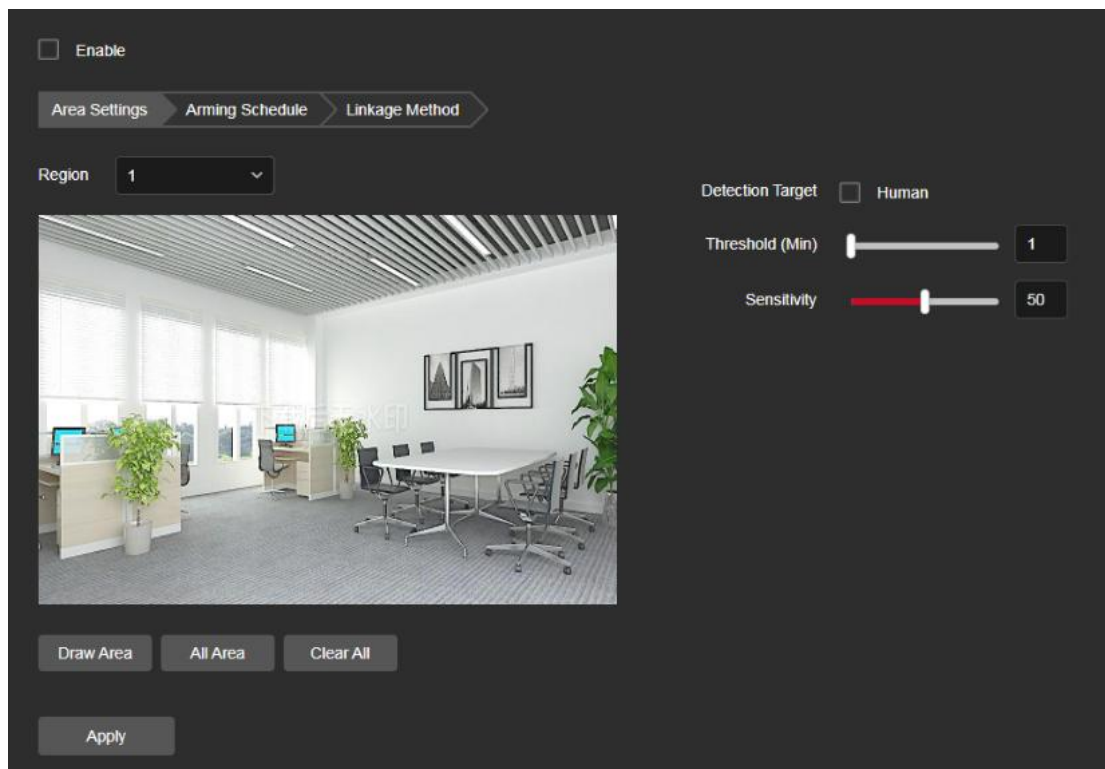 Enable
Area Settings Arming Schedule Linkage Method
Region 1
Detection Target Human
Threshold (Min) 1
Sensitivity 50
Draw Area All Area Clear All
Apply